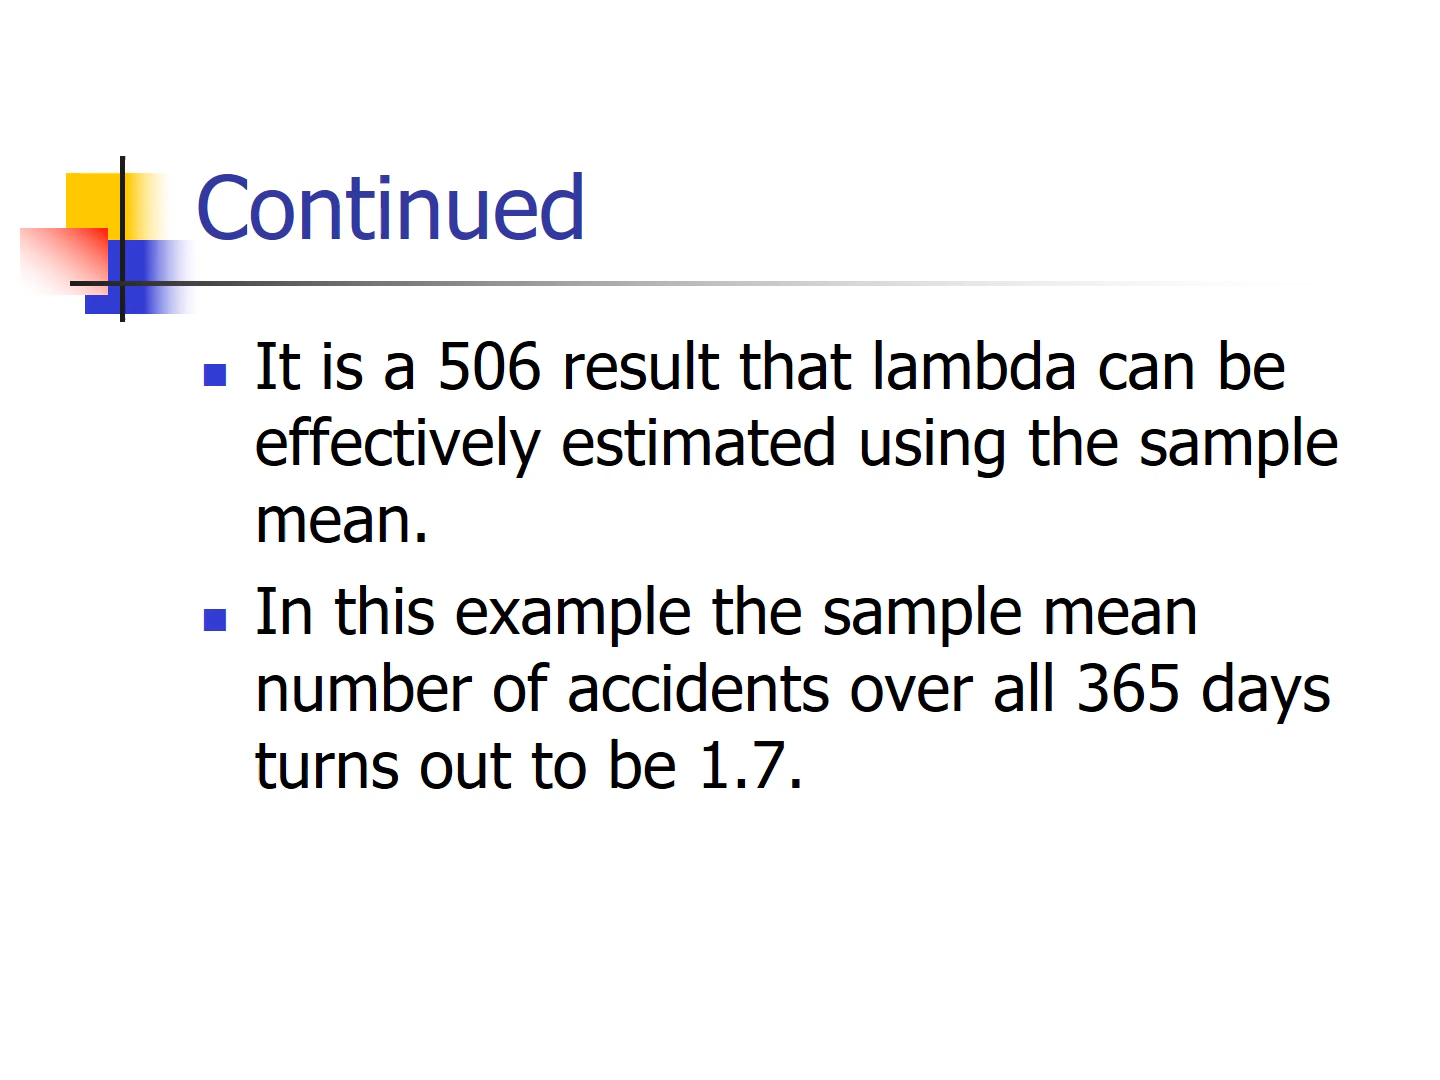 Continued
It is a 506 result that lambda can be
effectively estimated using the sample
mean.
In this example the sample mean
number of accidents over all 365 days
turns out to be 1.7.